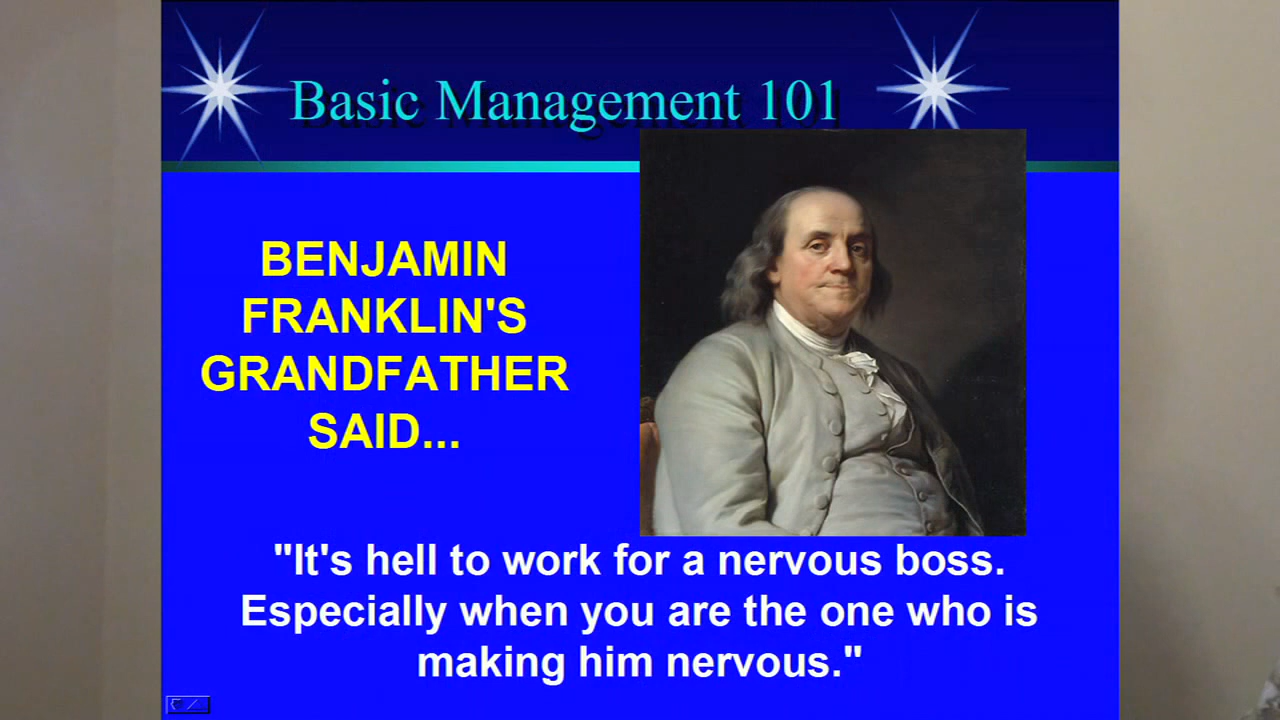 Basic Management 101
BENJAMIN
FRANKLIN'S
GRANDFATHER
SAID...
"It's hell to work for a nervous boss.
Especially when you are the one who is
making him nervous."